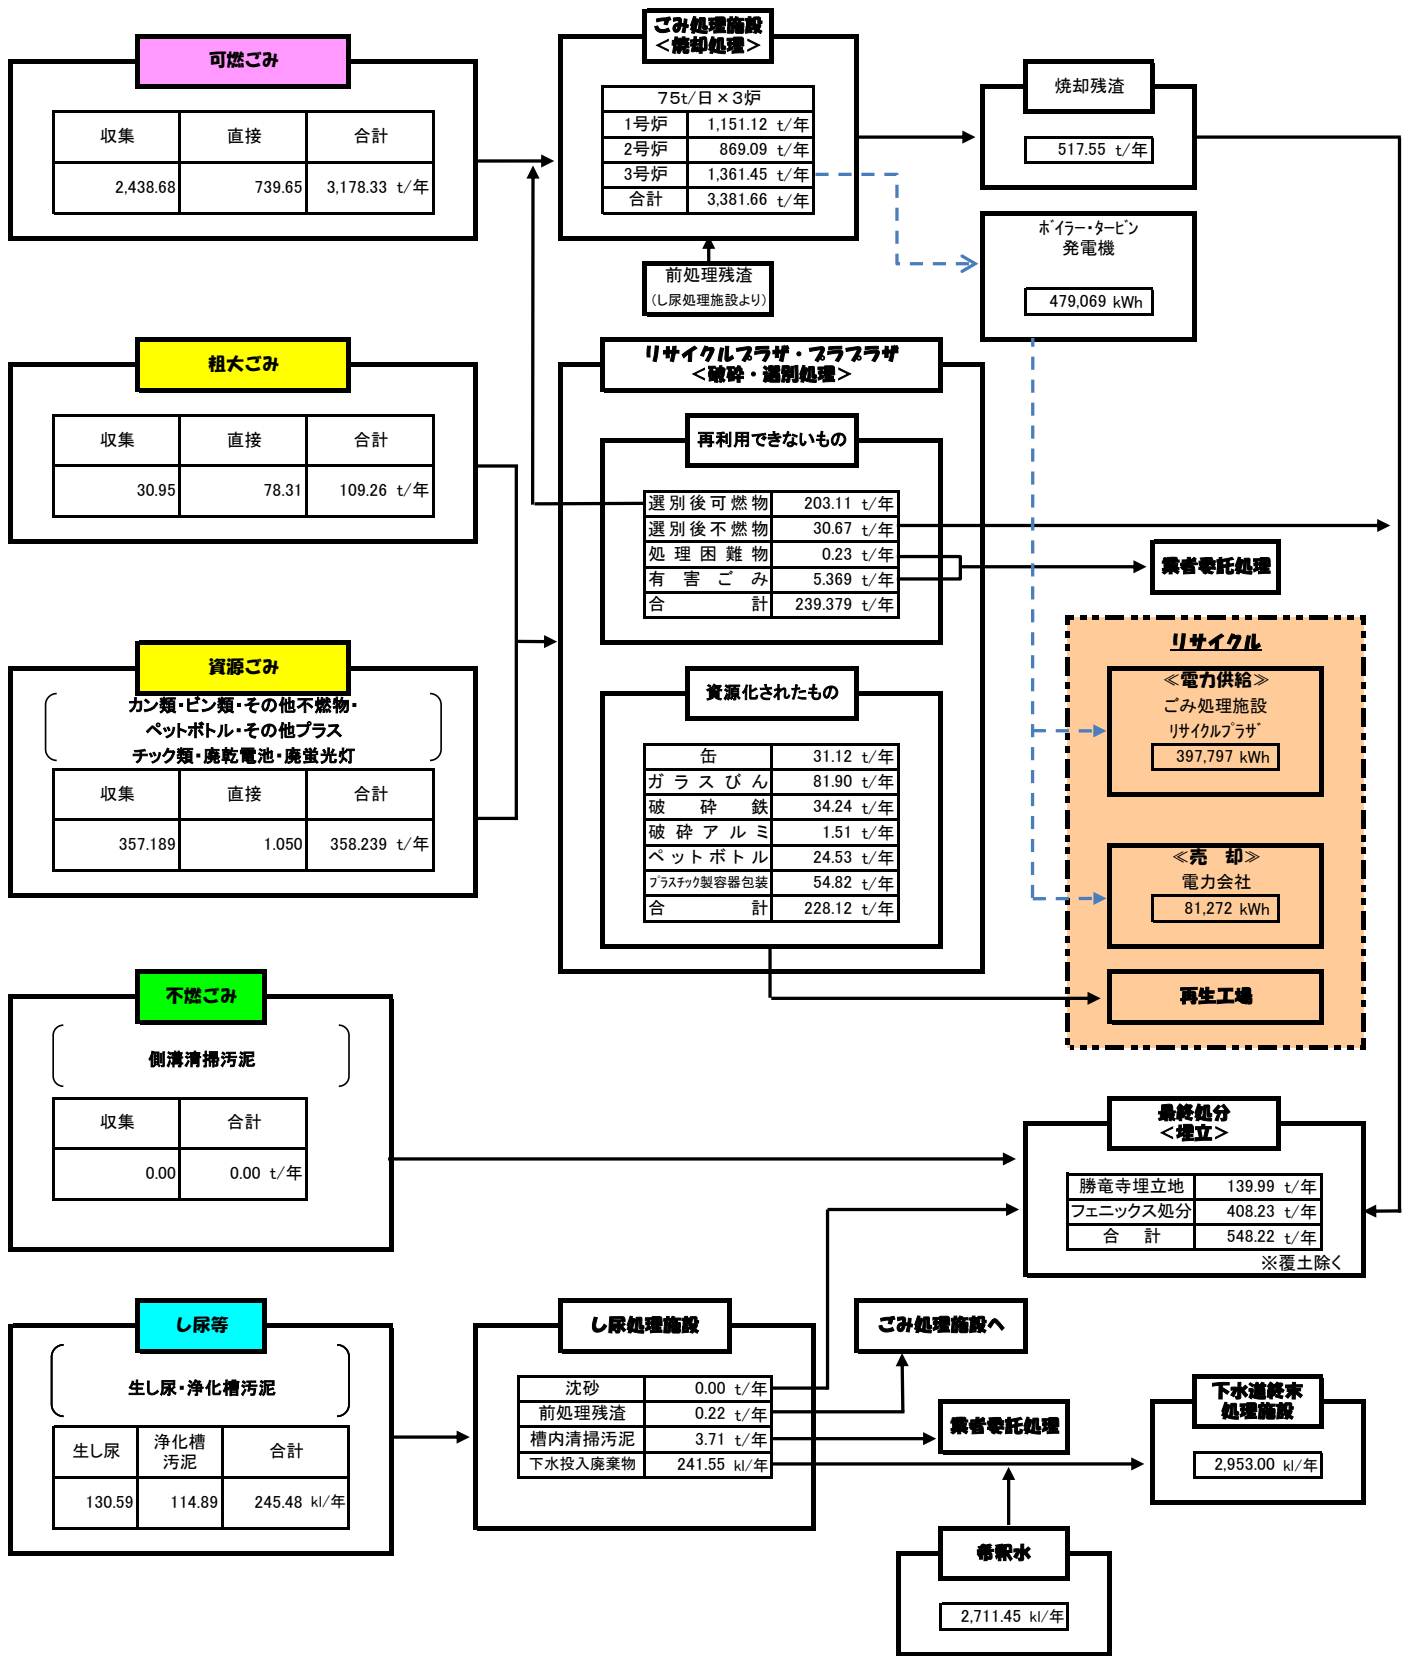 可燃ごみ
収集 直接 合計
2,438.68 739.65 3,178.33 t/年
ごみ処理施設
＜焼却処理＞
75t/日×3炉
1号炉 1,151.12 t/年
2号炉 869.09 t/年
3号炉 1,361.45 t/年
合計 3,381.66 t/年
前処理残渣
(し尿処理施設より)
焼却残渣
517.55 t/年
ﾎﾞｲﾗｰ・ﾀｰﾋﾞﾝ
発電機
479,069 kWh
粗大ごみ
収集 直接 合計
30.95 78.31 109.26 t/年
リサイクルプラザ・プラプラザ
＜破砕・選別処理＞
再利用できないもの
選別後可燃物 203.11 t/年
選別後不燃物 30.67 t/年
処理困難物 0.23 t/年
有害ごみ 5.369 t/年
合計 239.379 t/年
業者委託処理
資源ごみ
カン類・ビン類・その他不燃物・
ペットボトル・その他プラス
チック類・廃乾電池・廃蛍光灯
収集 直接 合計
357.189 1.050 358.239 t/年
資源化されたもの
缶 31.12 t/年
ガラスびん 81.90 t/年
破砕鉄 34.24 t/年
破砕アルミ 1.51 t/年
ペットボトル 24.53 t/年
ﾌﾟﾗｽﾁｯｸ製容器包装 54.82 t/年
合計 228.12 t/年
リサイクル
≪電力供給≫
ごみ処理施設
ﾘｻｲｸﾙﾌﾟﾗｻﾞ
397,797 kWh
≪売 却≫
電力会社
81,272 kWh
再生工場
不燃ごみ
側溝清掃汚泥
収集 合計
0.00 0.00 t/年
最終処分
＜埋立＞
勝竜寺埋立地 139.99 t/年
フェニックス処分 408.23 t/年
合 計 548.22 t/年
※覆土除く
し尿等
生し尿・浄化槽汚泥
生し尿 浄化槽汚泥 合計
130.59 114.89 245.48 kl/年
し尿処理施設
沈砂 0.00 t/年
前処理残渣 0.22 t/年
槽内清掃汚泥 3.71 t/年
下水投入廃棄物 241.55 kl/年
ごみ処理施設へ
業者委託処理
下水道終末
処理施設
2,953.00 kl/年
希釈水
2,711.45 kl/年